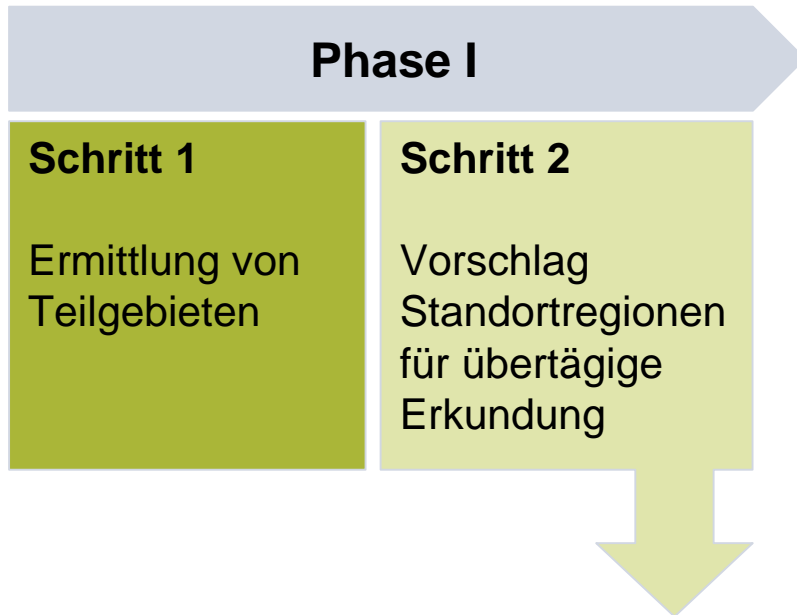 Phase I
Schritt 1
Ermittlung von
Teilgebieten
Schritt 2
Vorschlag
Standortregionen
für übertägige
Erkundung